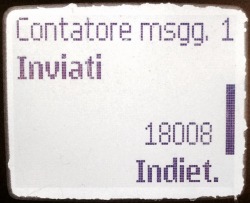 Contatore msgg. 1
Inviati
18008
Indiet.